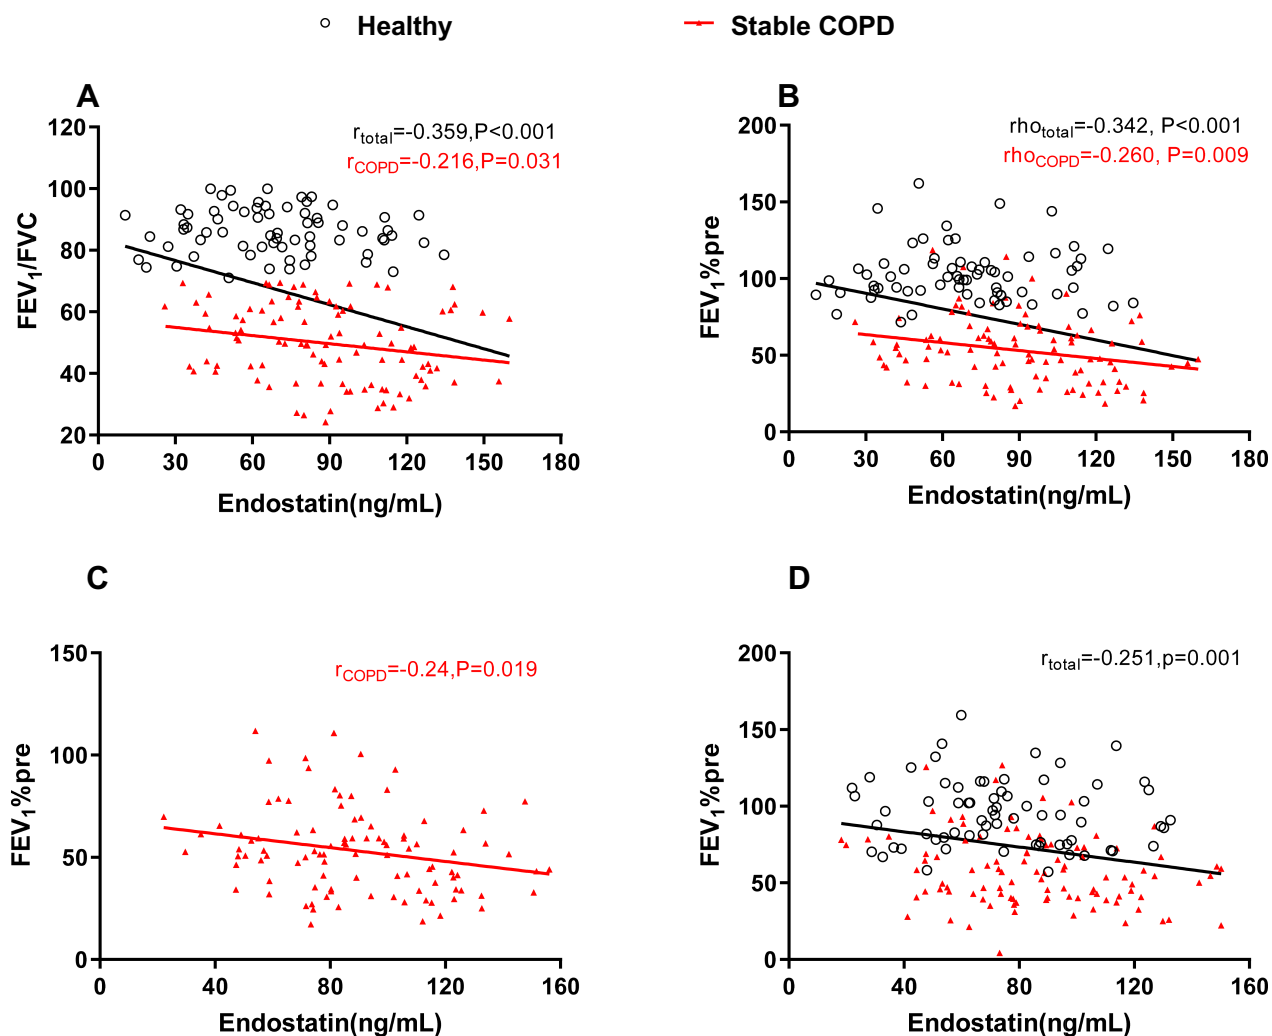 Healthy
Stable COPD
A
r_total=-0.359,P<0.001
r_COPD=-0.216,P=0.031
120
100
80
60
40
20
FEV₁/FVC
0 30 60 90 120 150 180
Endostatin(ng/mL)
B
rho_total=-0.342, P<0.001
rho_COPD=-0.260, P=0.009
200
150
100
50
0
FEV₁%pre
0 30 60 90 120 150 180
Endostatin(ng/mL)
C
r_COPD=-0.24,P=0.019
150
100
50
0
FEV₁%pre
0 40 80 120 160
Endostatin(ng/mL)
D
r_total=-0.251,p=0.001
200
150
100
50
0
FEV₁%pre
0 40 80 120 160
Endostatin(ng/mL)